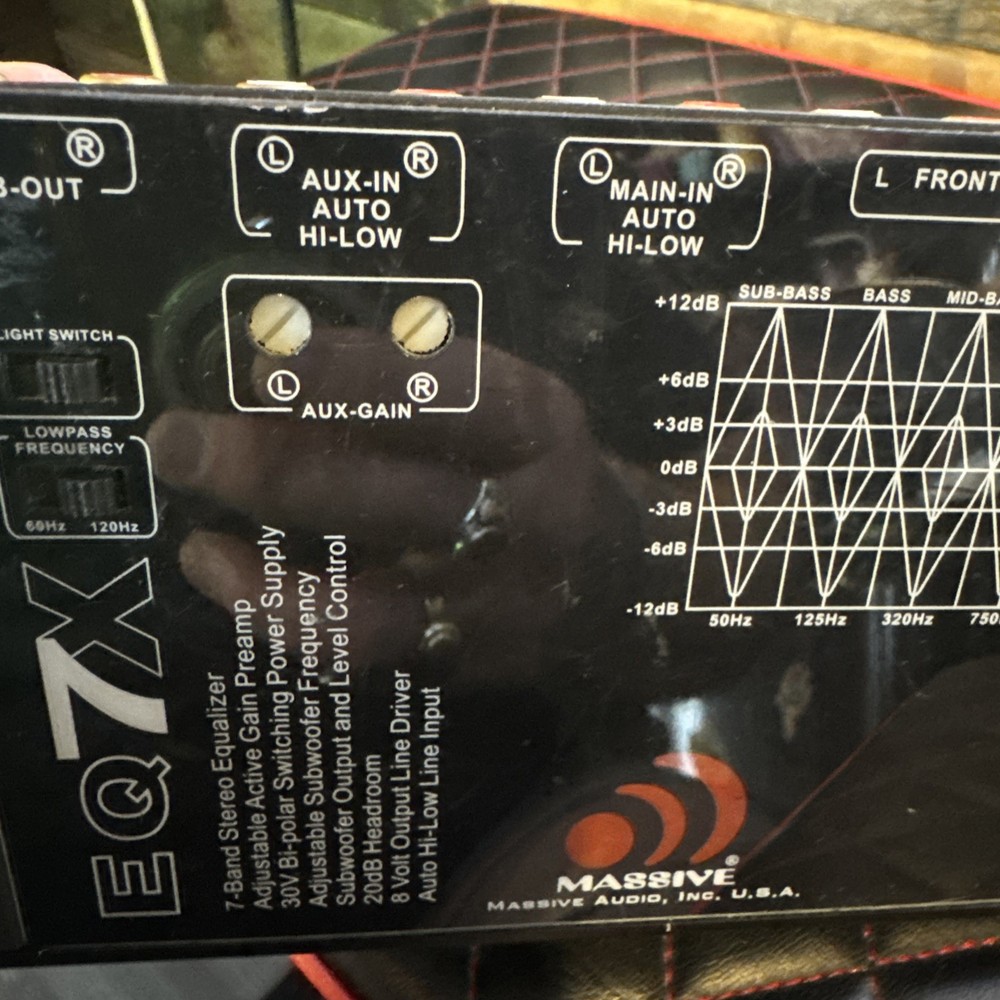 R
B-OUT
L R
AUX-IN
AUTO
HI-LOW
L R
MAIN-IN
AUTO
HI-LOW
L FRONT
LIGHT SWITCH
L R
AUX-GAIN
LOWPASS
FREQUENCY
60Hz 120Hz
SUB-BASS BASS MID-BA
+12dB
+6dB
+3dB
0dB
-3dB
-6dB
-12dB
50Hz 125Hz 320Hz 750
EQ7X
7-Band Stereo Equalizer
Adjustable Active Gain Preamp
30V Bi-polar Switching Power Supply
Adjustable Subwoofer Frequency
Subwoofer Output and Level Control
20dB Headroom
8 Volt Output Line Driver
Auto Hi-Low Line Input
MASSIVE®
MASSIVE AUDIO, INC. U.S.A.